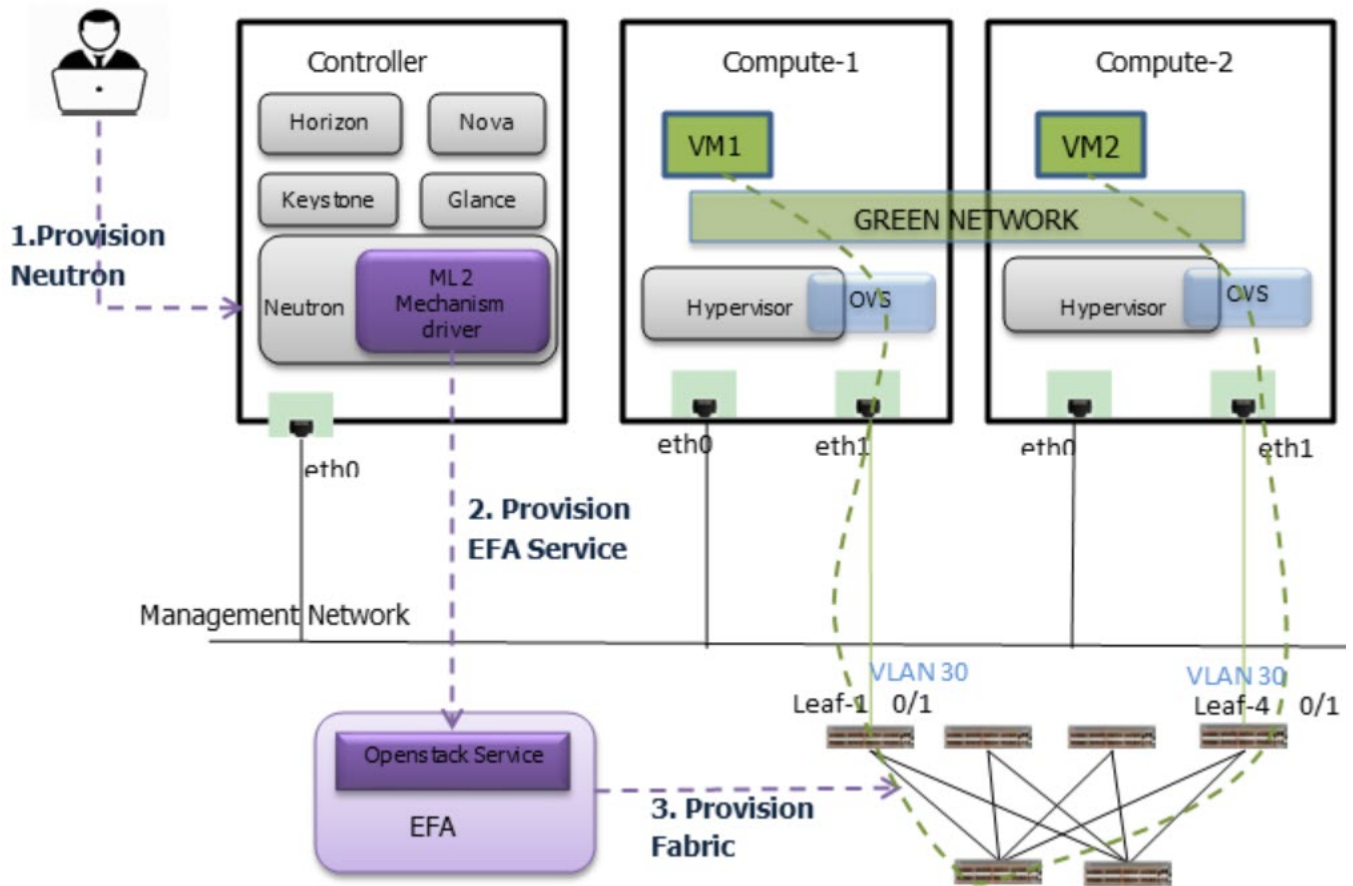 Controller
Compute-1
Compute-2
Horizon
Nova
VM1
VM2
Keystone
Glance
GREEN NETWORK
1.Provision
Neutron
ML2
Mechanism
driver
Neutron
Hypervisor
OVS
Hypervisor
OVS
eth0
eth0
eth1
eth0
eth1
2. Provision
EFA Service
Management Network
VLAN 30
VLAN 30
Leaf-1 0/1
Leaf-4 0/1
Openstack Service
EFA
3. Provision
Fabric